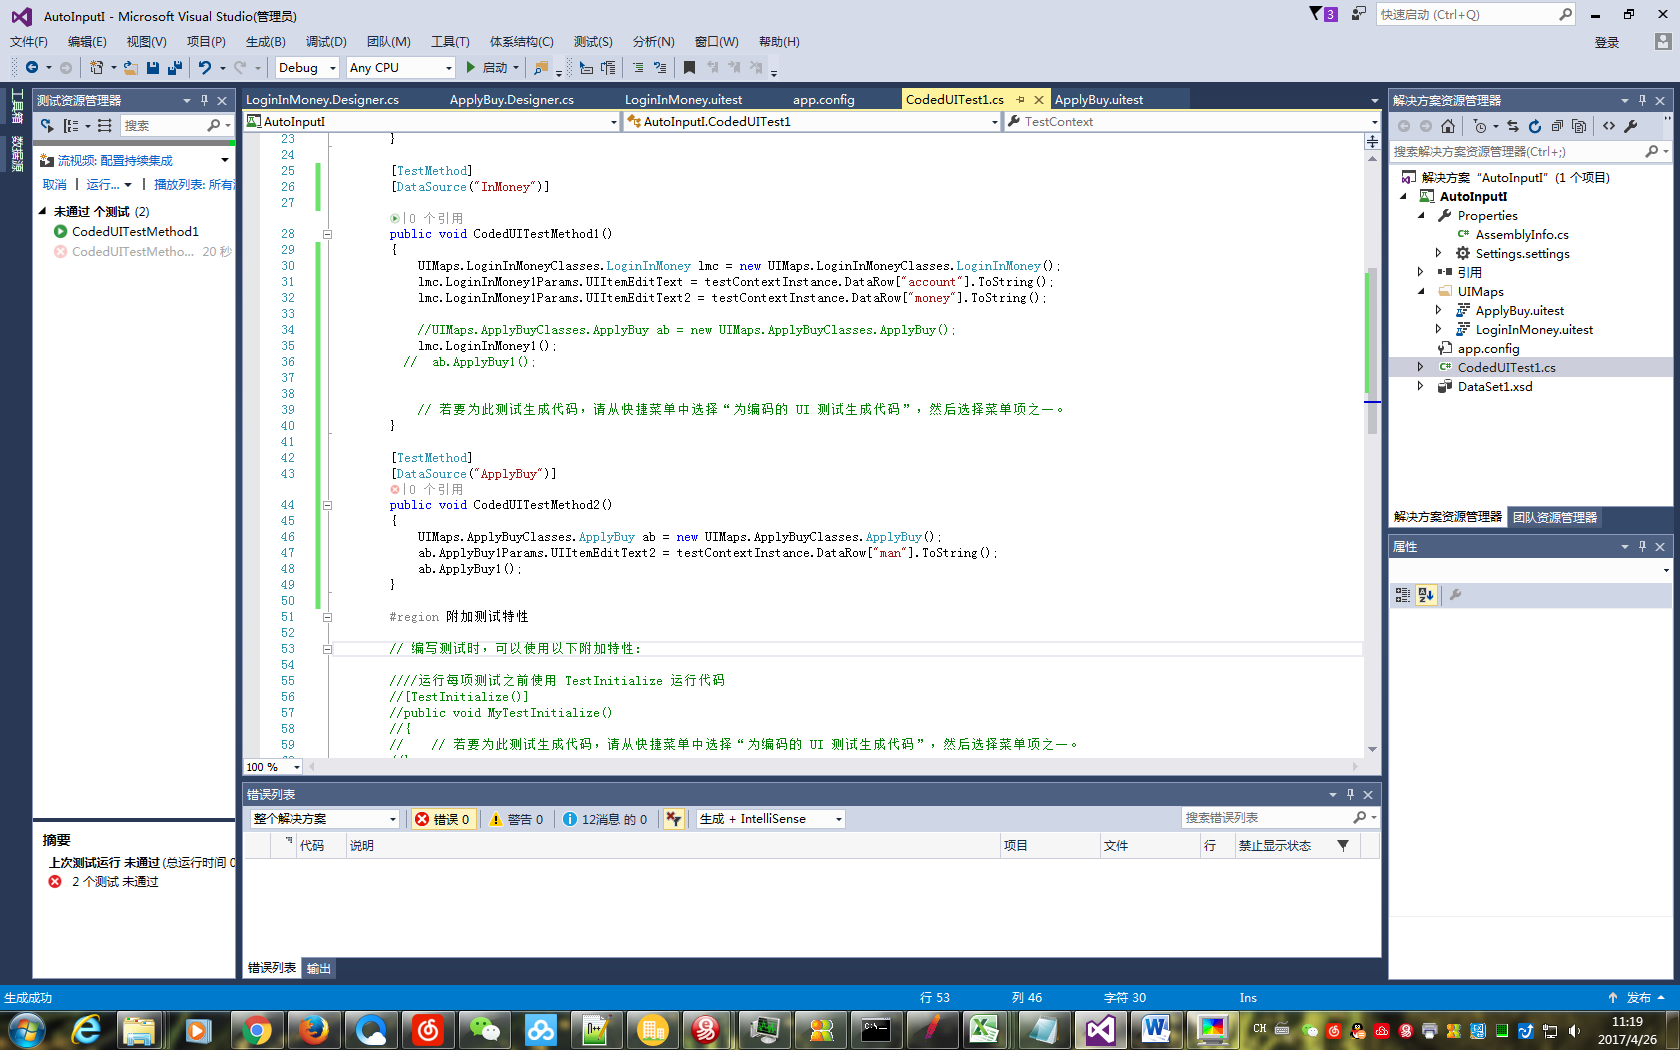 AutoInputI - Microsoft Visual Studio(管理员)
3
快速启动 (Ctrl+Q)
文件(F) 编辑(E) 视图(V) 项目(P) 生成(B) 调试(D) 团队(M) 工具(T) 体系结构(C) 测试(S) 分析(N) 窗口(W) 帮助(H)
登录
Debug Any CPU 启动
工具箱
数据源
测试资源管理器
搜索
流视频: 配置持续集成
取消 | 运行... | 播放列表: 所有
未通过 个测试 (2)
CodedUITestMethod1
CodedUITestMetho... 20 秒
摘要
上次测试运行 未通过 (总运行时间 0
2 个测试 未通过
LoginInMoney.Designer.cs ApplyBuy.Designer.cs LoginInMoney.uitest app.config CodedUITest1.cs ApplyBuy.uitest
AutoInputI AutoInputI.CodedUITest1 TestContext
23 }
24
25 [TestMethod]
26 [DataSource("InMoney")]
27
|0 个引用
28 public void CodedUITestMethod1()
29 {
30 UIMaps.LoginInMoneyClasses.LoginInMoney lmc = new UIMaps.LoginInMoneyClasses.LoginInMoney();
31 lmc.LoginInMoney1Params.UIItemEditText = testContextInstance.DataRow["account"].ToString();
32 lmc.LoginInMoney1Params.UIItemEditText2 = testContextInstance.DataRow["money"].ToString();
33
34 //UIMaps.ApplyBuyClasses.ApplyBuy ab = new UIMaps.ApplyBuyClasses.ApplyBuy();
35 lmc.LoginInMoney1();
36 // ab.ApplyBuy1();
37
38
39 // 若要为此测试生成代码，请从快捷菜单中选择“为编码的 UI 测试生成代码”，然后选择菜单项之一。
40 }
41
42 [TestMethod]
43 [DataSource("ApplyBuy")]
|0 个引用
44 public void CodedUITestMethod2()
45 {
46 UIMaps.ApplyBuyClasses.ApplyBuy ab = new UIMaps.ApplyBuyClasses.ApplyBuy();
47 ab.ApplyBuy1Params.UIItemEditText2 = testContextInstance.DataRow["man"].ToString();
48 ab.ApplyBuy1();
49 }
50
51 #region 附加测试特性
52
53 // 编写测试时，可以使用以下附加特性:
54
55 ////运行每项测试之前使用 TestInitialize 运行代码
56 //[TestInitialize()]
57 //public void MyTestInitialize()
58 //{
59 // // 若要为此测试生成代码，请从快捷菜单中选择“为编码的 UI 测试生成代码”，然后选择菜单项之一。
100 %
错误列表
整个解决方案 错误 0 警告 0 12消息 的 0 生成 + IntelliSense 搜索错误列表
代码 说明 项目 文件 行 禁止显示状态
错误列表 输出
解决方案资源管理器
搜索解决方案资源管理器(Ctrl+;)
解决方案 "AutoInputI" (1 个项目)
AutoInputI
Properties
AssemblyInfo.cs
Settings.settings
引用
UIMaps
ApplyBuy.uitest
LoginInMoney.uitest
app.config
CodedUITest1.cs
DataSet1.xsd
解决方案资源管理器 团队资源管理器
属性
生成成功 行 53 列 46 字符 30 Ins 发布
CH
11:19
2017/4/26